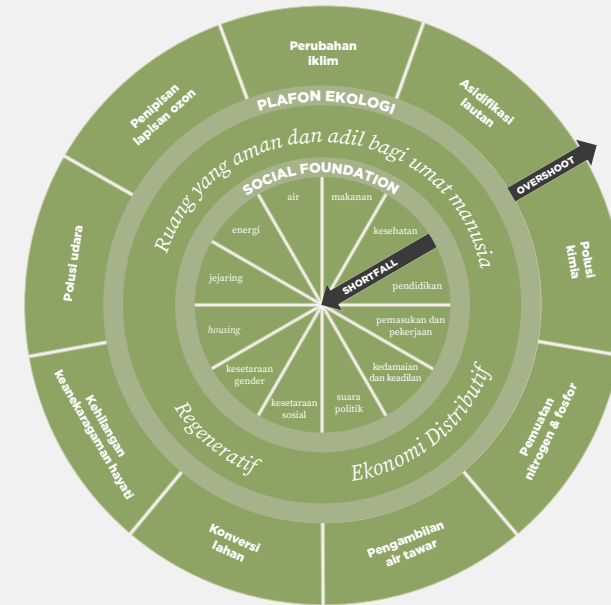 Perubahan
iklim
Asidifikasi
lautan
OVERSHOOT
Polusi
kimia
Pemuatan
nitrogen & fosfor
Pengambilan
air tawar
Konversi
lahan
Kehilangan
keanekaragaman hayati
Polusi udara
Penipisan
lapisan ozon
PLAFON EKOLOGI
Ruang yang aman dan adil bagi umat manusia
SOCIAL FOUNDATION
air
makanan
kesehatan
SHORTFALL
pendidikan
pemasukan dan
pekerjaan
kedamaian
dan keadilan
suara
politik
kesetaraan
sosial
kesetaraan
gender
housing
jejaring
energi
Regeneratif
Ekonomi Distributif